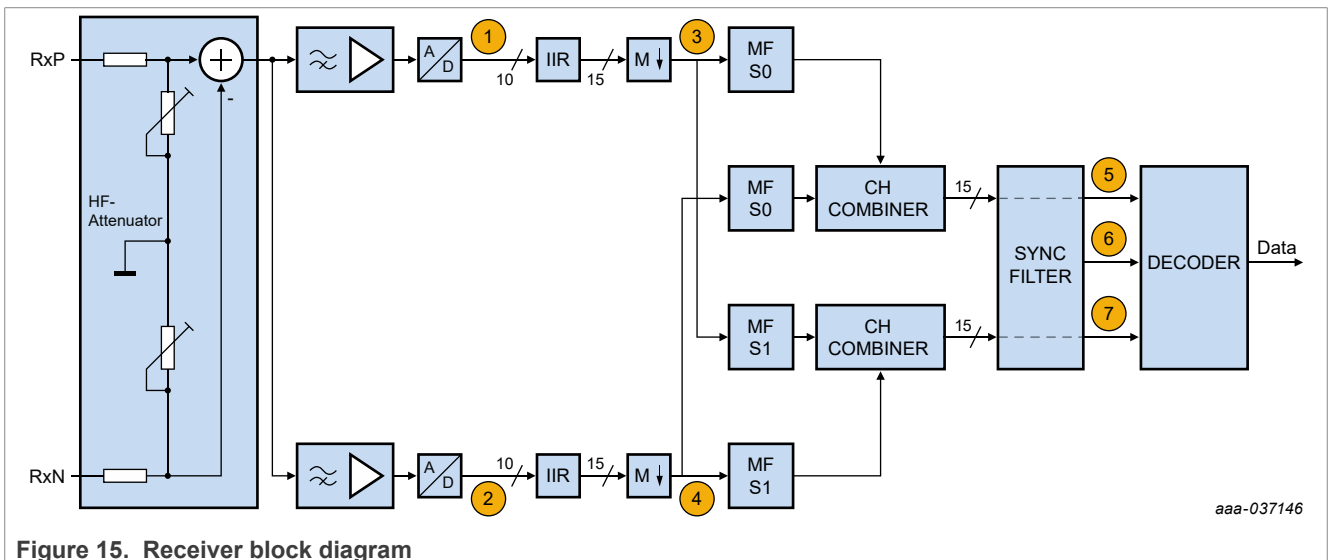 RxP
+
-
HF-
Attenuator
RxN
A
D
1
10
IIR
15
M
3
MF
S0
MF
S0
CH
COMBINER
15
5
6
SYNC
FILTER
DECODER
Data
7
MF
S1
CH
COMBINER
15
A
D
2
10
IIR
15
M
4
MF
S1
aaa-037146
Figure 15. Receiver block diagram